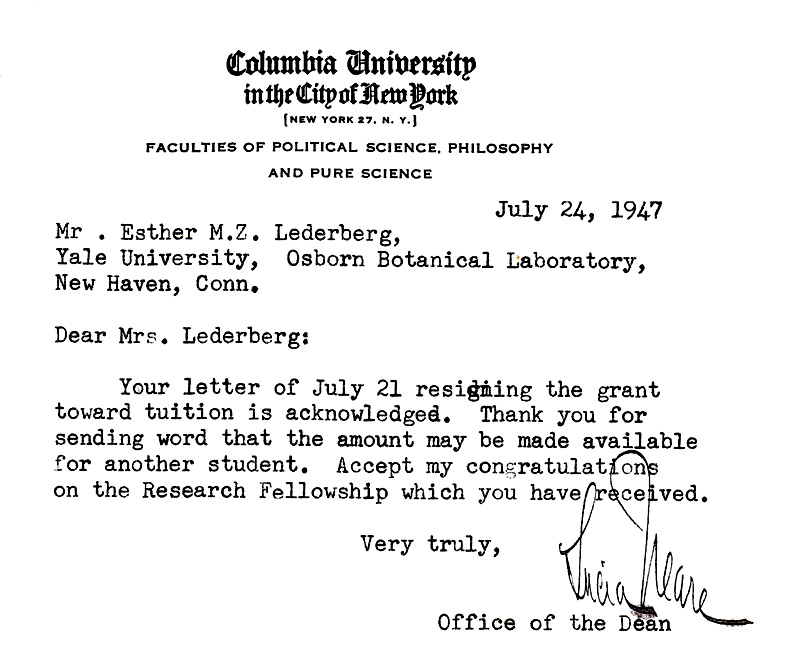 Columbia University
in the City of New York
[NEW YORK 27, N. Y.]
FACULTIES OF POLITICAL SCIENCE, PHILOSOPHY
AND PURE SCIENCE
July 24, 1947
Mr . Esther M.Z. Lederberg,
Yale University, Osborn Botanical Laboratory,
New Haven, Conn.
Dear Mrs. Lederberg:
Your letter of July 21 resigning the grant
toward tuition is acknowledged. Thank you for
sending word that the amount may be made available
for another student. Accept my congratulations
on the Research Fellowship which you have received.
Very truly,
Lucia Neare
Office of the Dean